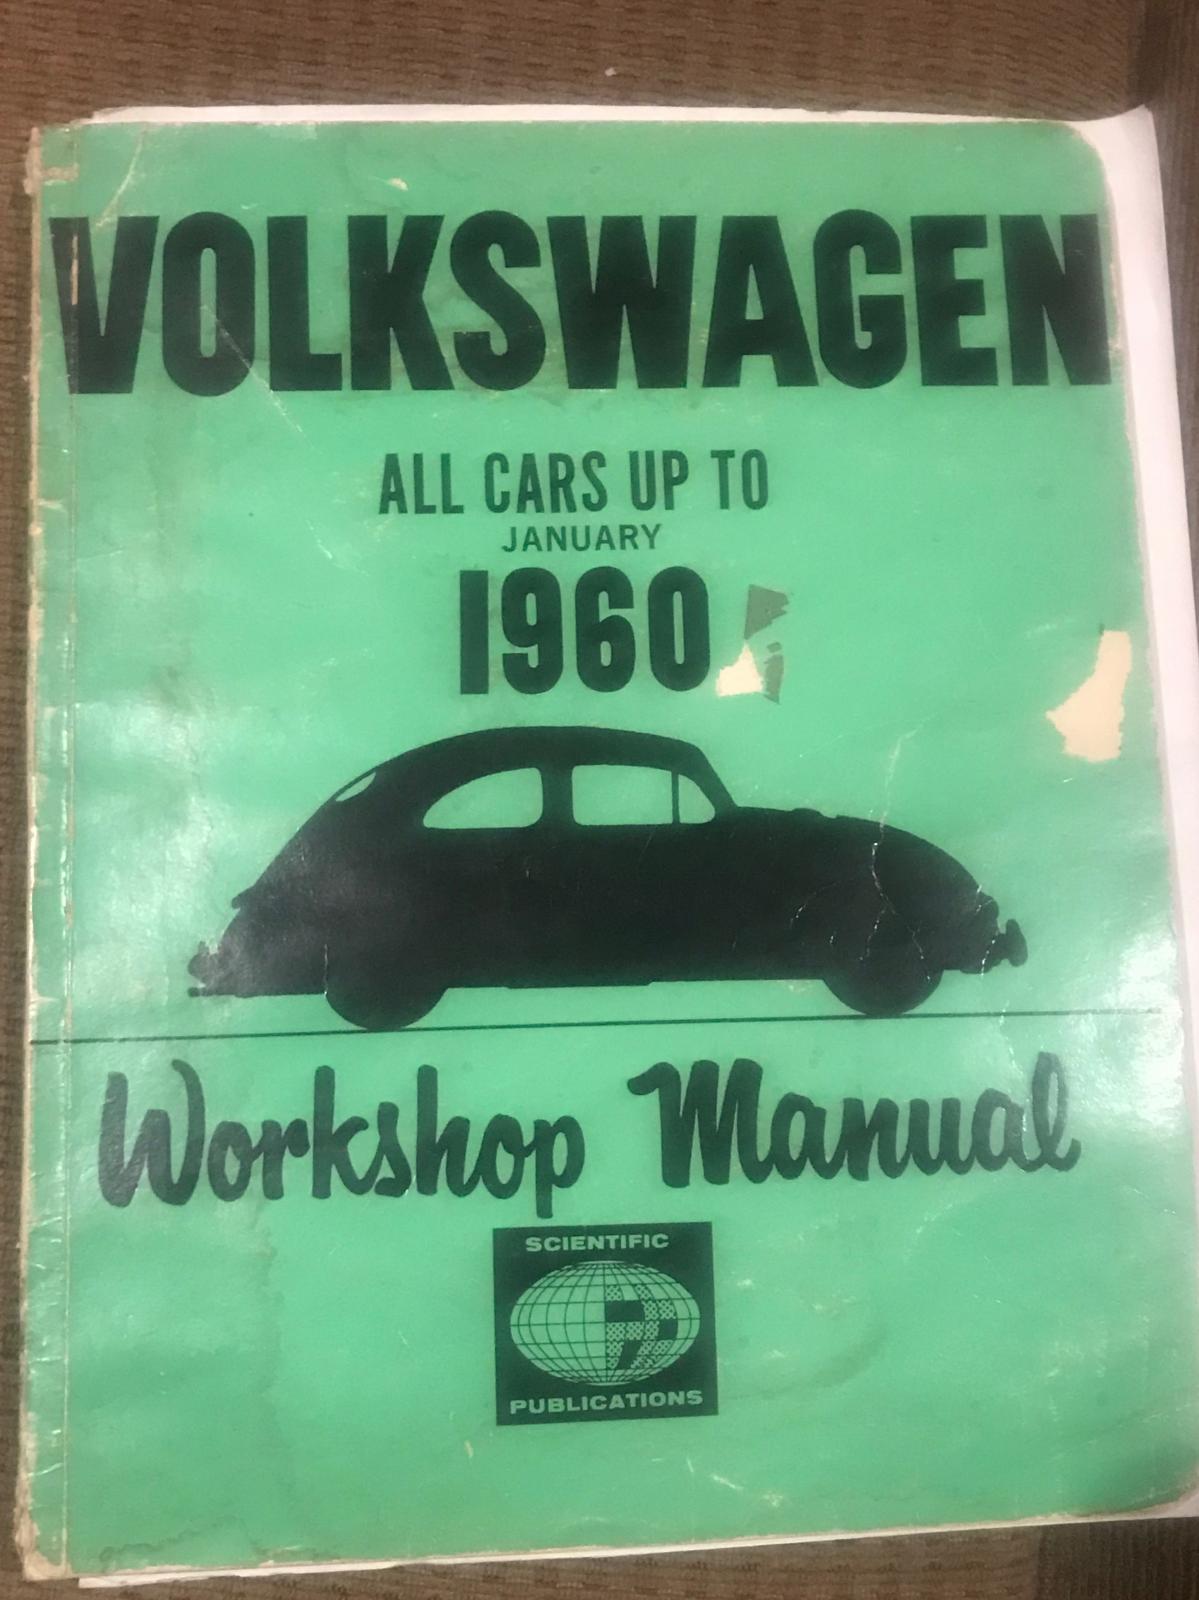 VOLKSWAGEN
ALL CARS UP TO
JANUARY
1960
Workshop Manual
SCIENTIFIC
PUBLICATIONS